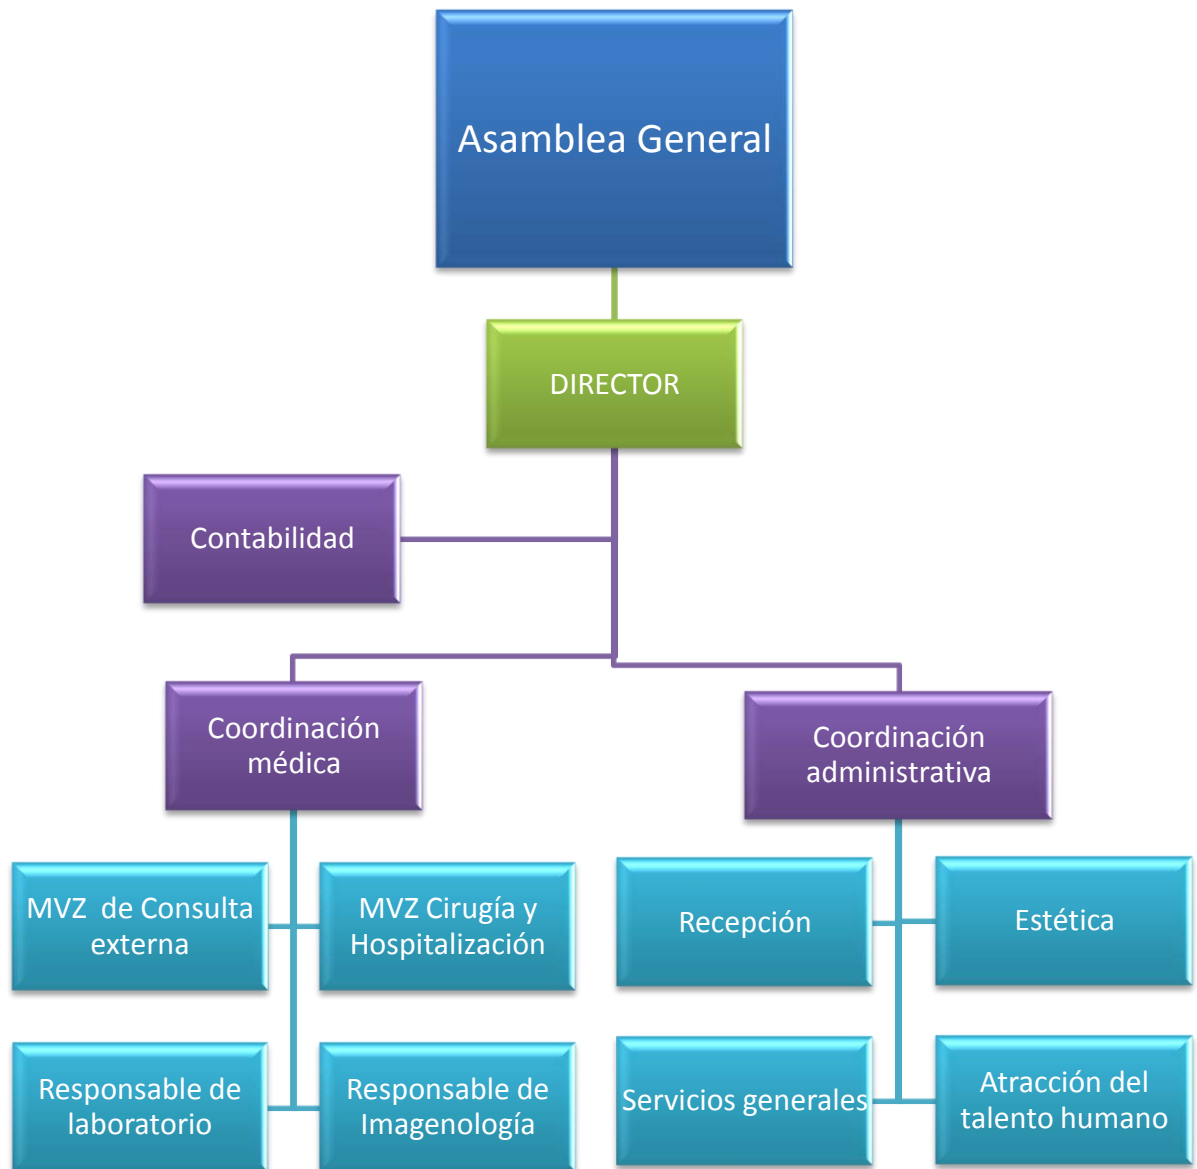 Asamblea General
DIRECTOR
Contabilidad
Coordinación
médica
Coordinación
administrativa
MVZ de Consulta
externa
MVZ Cirugía y
Hospitalización
Recepción
Estética
Responsable de
laboratorio
Responsable de
Imagenología
Servicios generales
Atracción del
talento humano